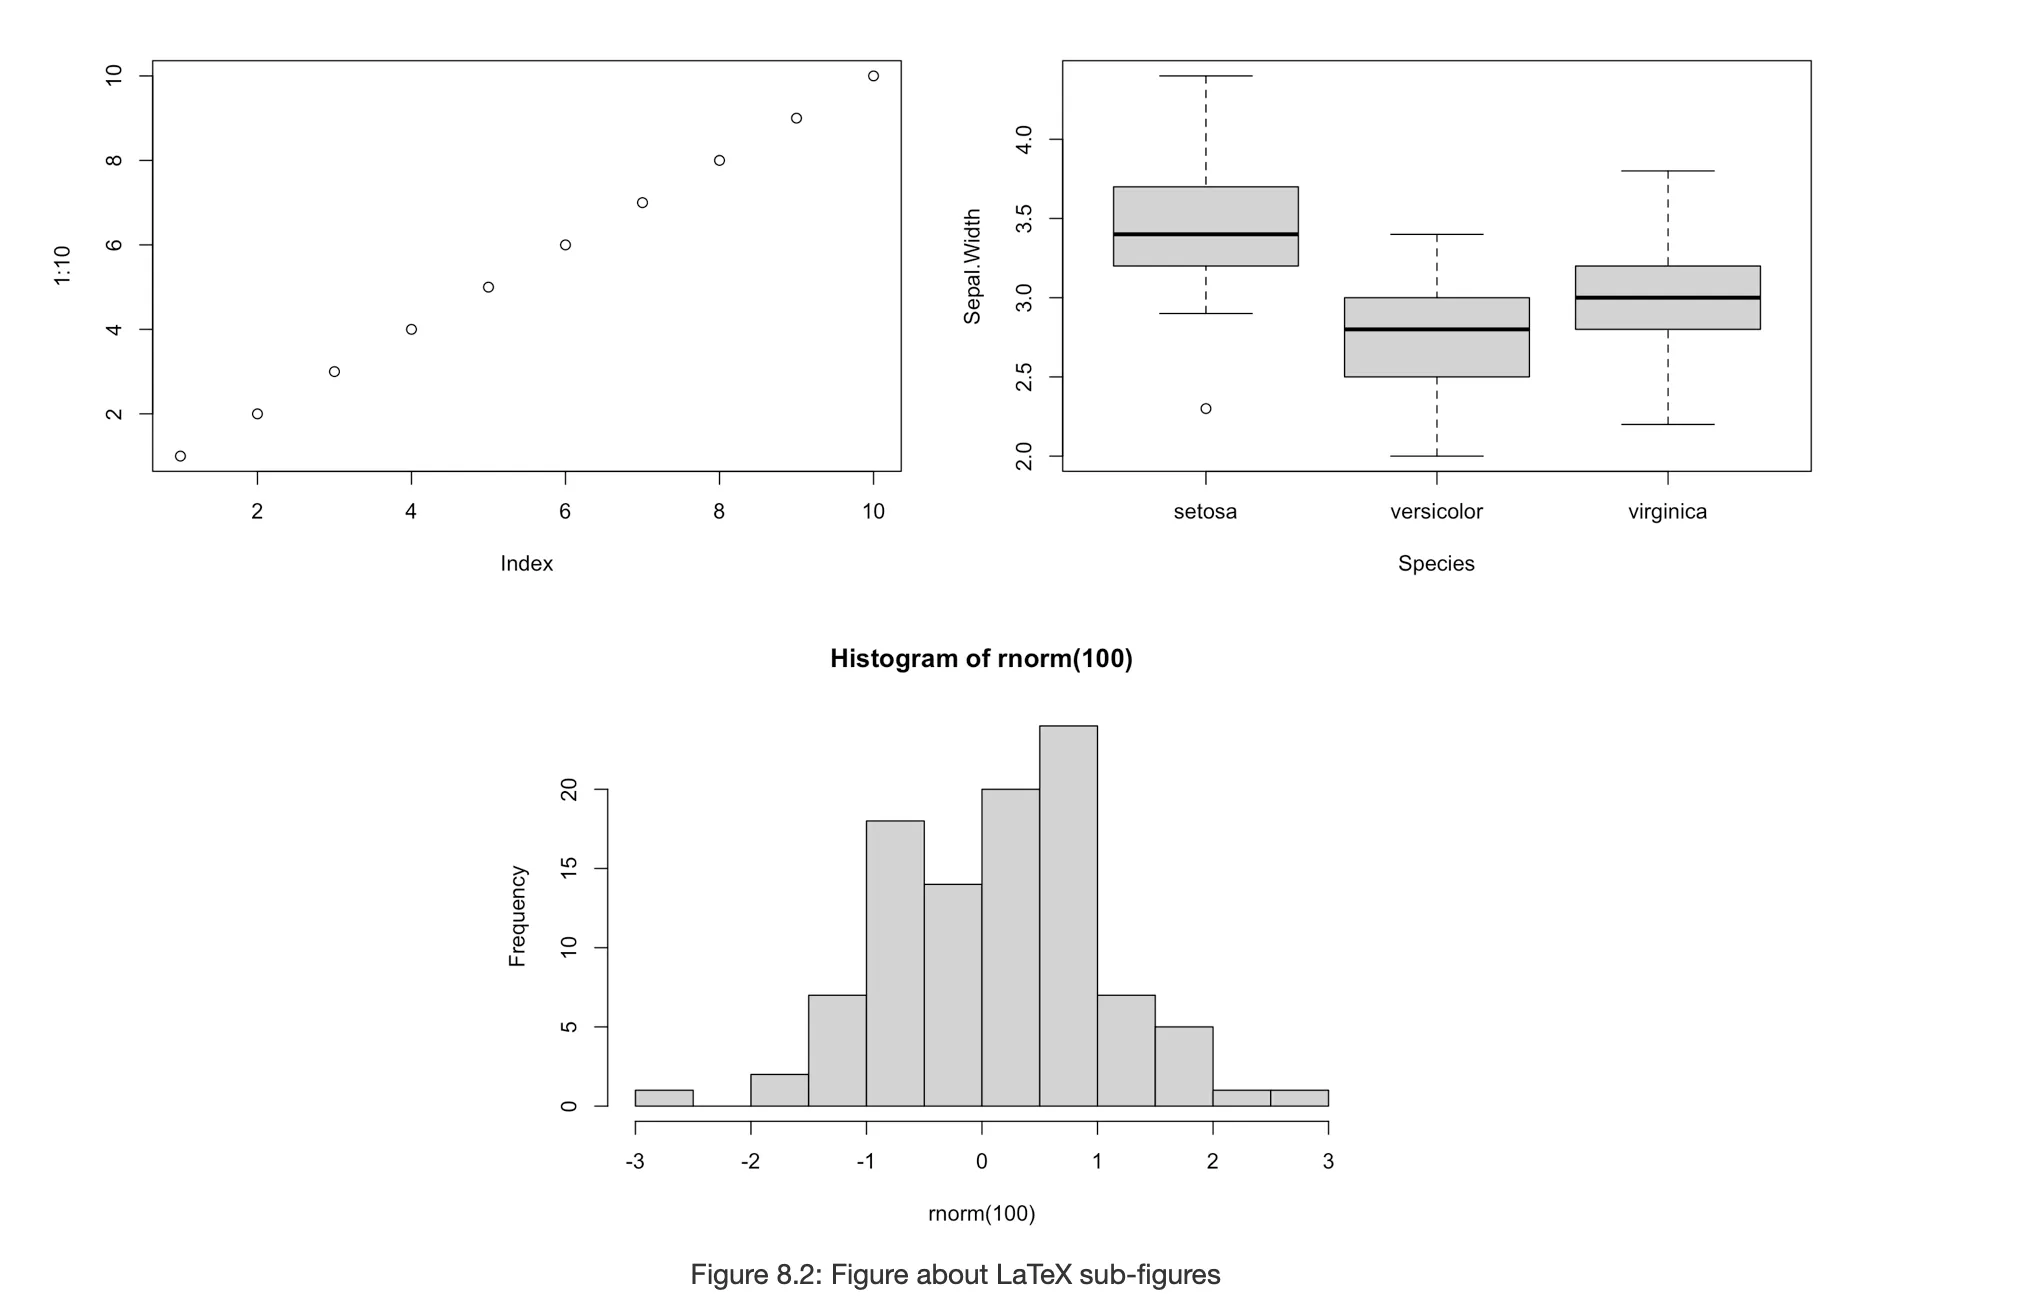 10
8
6
4
2
1:10
2 4 6 8 10
Index
4.0
3.5
3.0
2.5
2.0
Sepal.Width
setosa versicolor virginica
Species
Histogram of rnorm(100)
20
15
10
5
0
Frequency
-3 -2 -1 0 1 2 3
rnorm(100)
Figure 8.2: Figure about LaTeX sub-figures